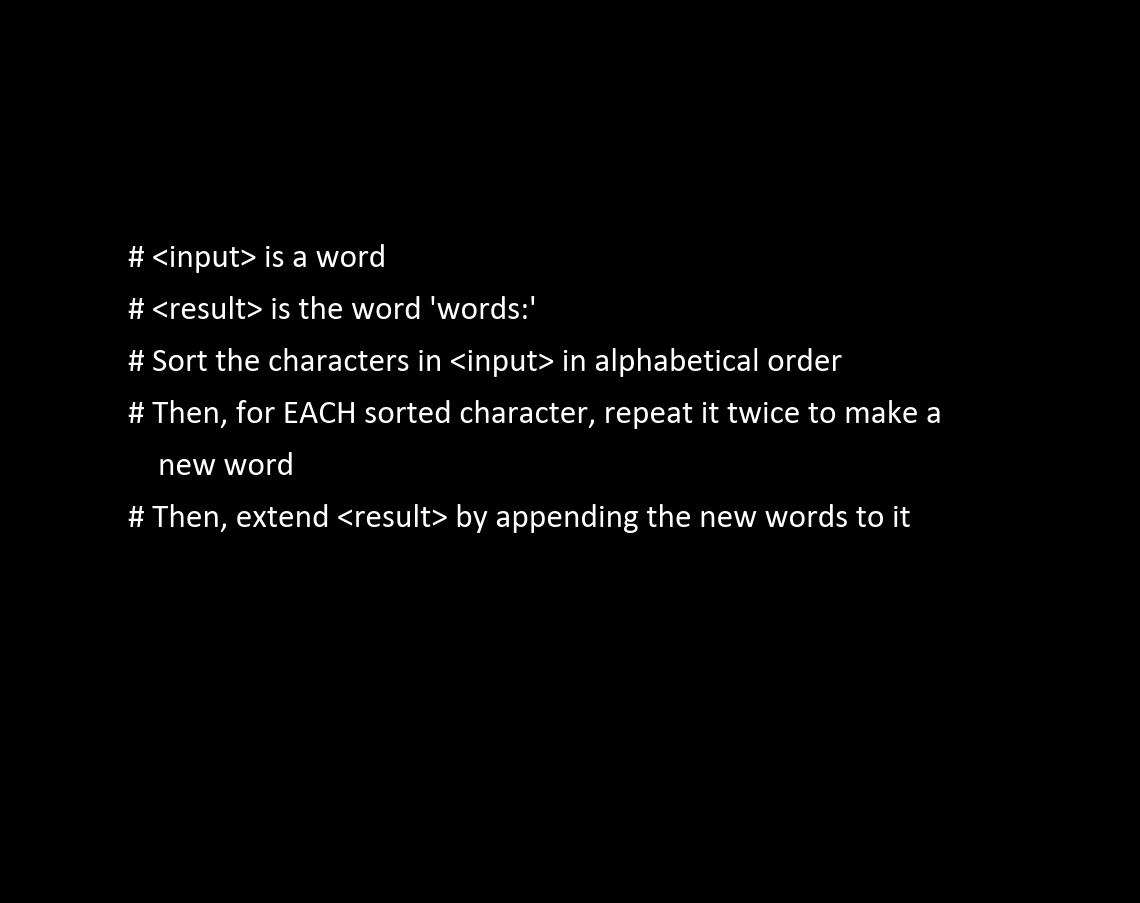 # <input> is a word
# <result> is the word 'words:'
# Sort the characters in <input> in alphabetical order
# Then, for EACH sorted character, repeat it twice to make a
new word
# Then, extend <result> by appending the new words to it